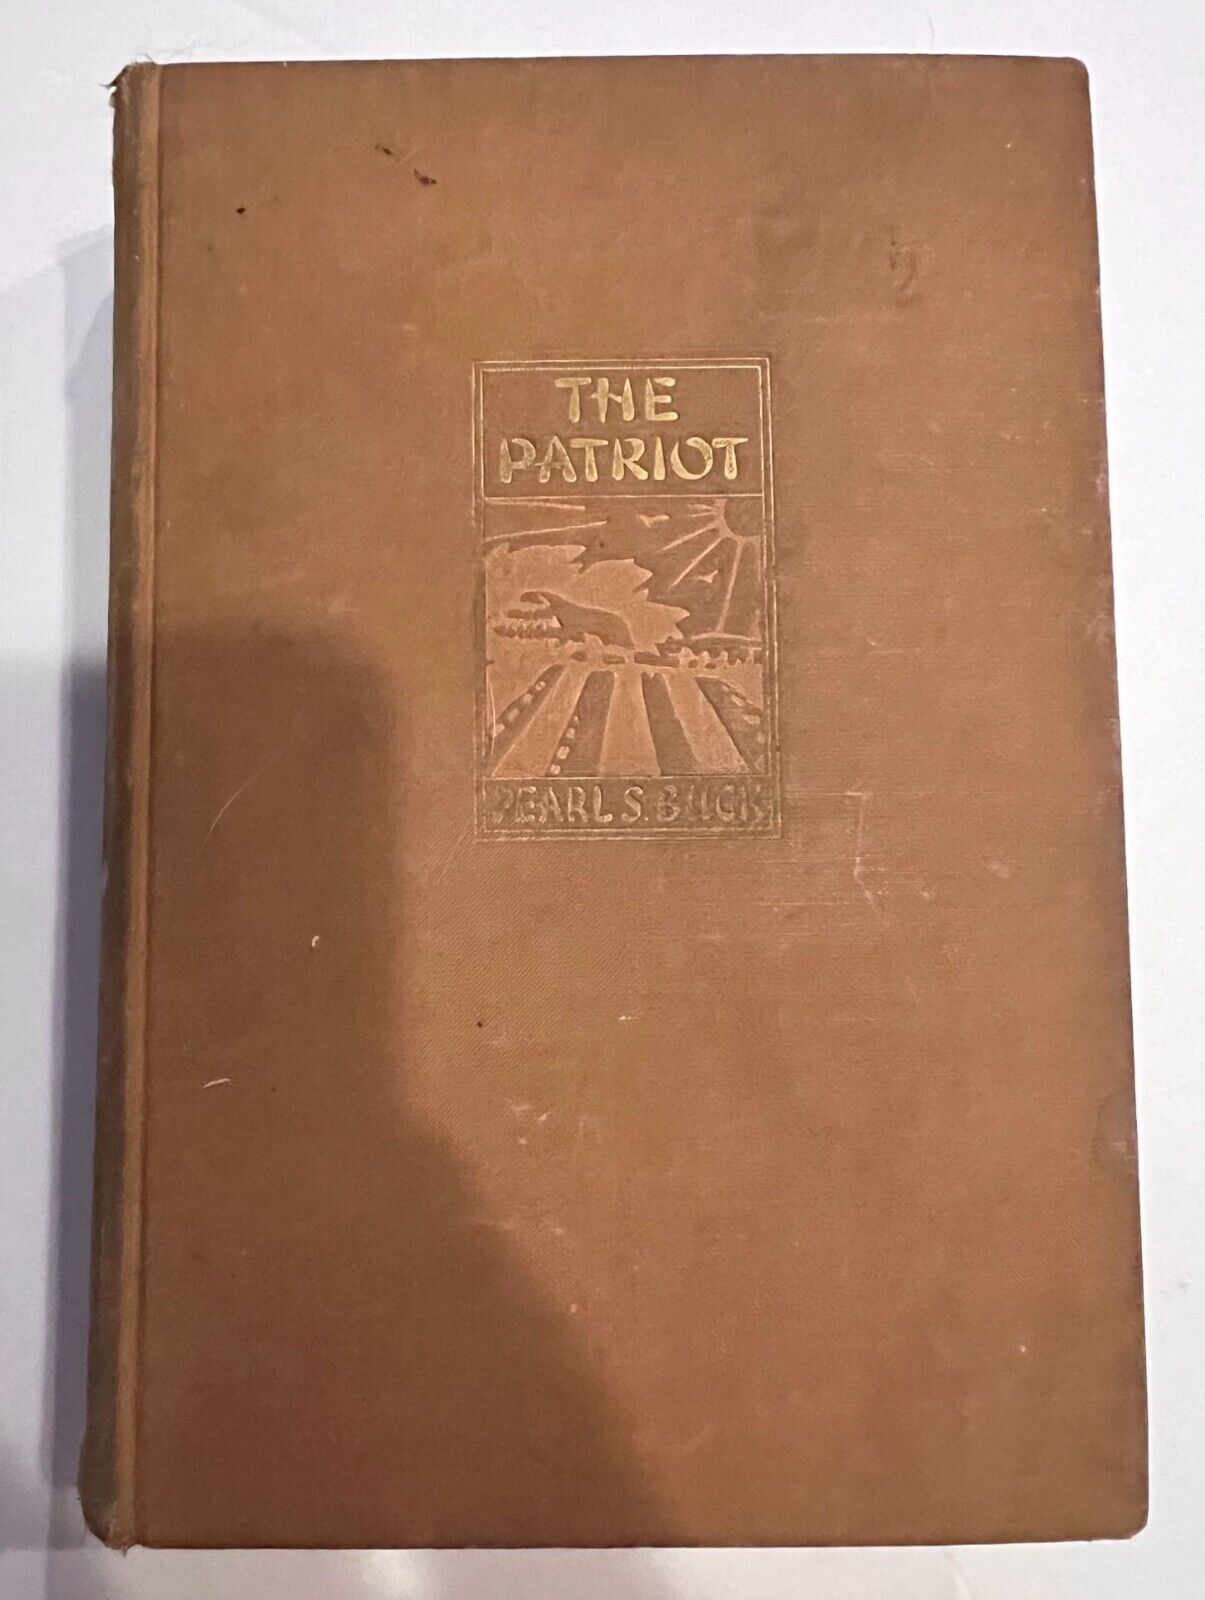 THE
PATRIOT
PEARL S. BUCK